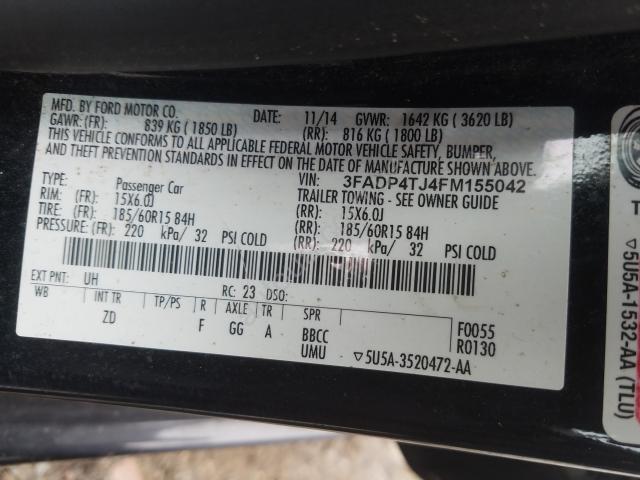 MFD. BY FORD MOTOR CO. DATE: 11/14 GVWR: 1642 KG ( 3620 LB)
GAWR:(FR): 839 KG ( 1850 LB) (RR): 816 KG ( 1800 LB)
THIS VEHICLE CONFORMS TO ALL APPLICABLE FEDERAL MOTOR VEHICLE SAFETY, BUMPER,
AND THEFT PREVENTION STANDARDS IN EFFECT ON THE DATE OF MANUFACTURE SHOWN ABOVE.
VIN: 3FADP4TJ4FM155042
TYPE: Passenger Car TRAILER TOWING - SEE OWNER GUIDE
RIM: (FR): 15X6.0J (RR): 15X6.0J
TIRE: (FR): 185/60R15 84H (RR): 185/60R15 84H
PRESSURE: (FR): 220 kPa/ 32 PSI COLD (RR): 220 kPa/ 32 PSI COLD
EXT PNT: UH RC: 23 DSO:
WB INT TR TP/PS R AXLE TR SPR
ZD F GG A BBCC F0055
UMU R0130
▽5U5A-3520472-AA
▽5U5A-1532-AA (TLU)